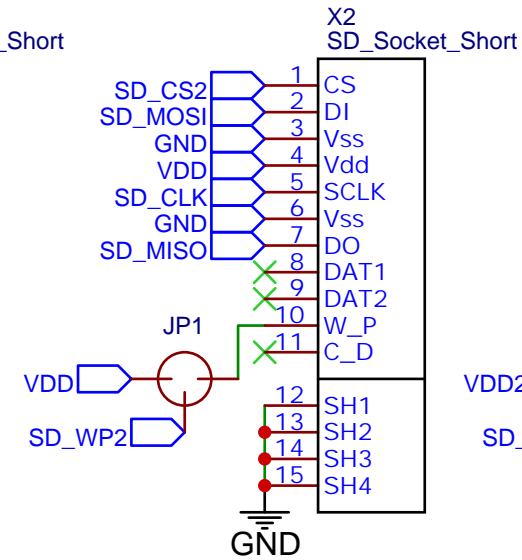 _Short
X2
SD_Socket_Short
SD_CS2 1 CS
SD_MOSI 2 DI
GND 3 Vss
VDD 4 Vdd
SD_CLK 5 SCLK
GND 6 Vss
SD_MISO 7 DO
8 DAT1
9 DAT2
10 W_P
11 C_D
JP1
VDD
SD_WP2
12 SH1
13 SH2
14 SH3
15 SH4
GND
VDD2
SD_